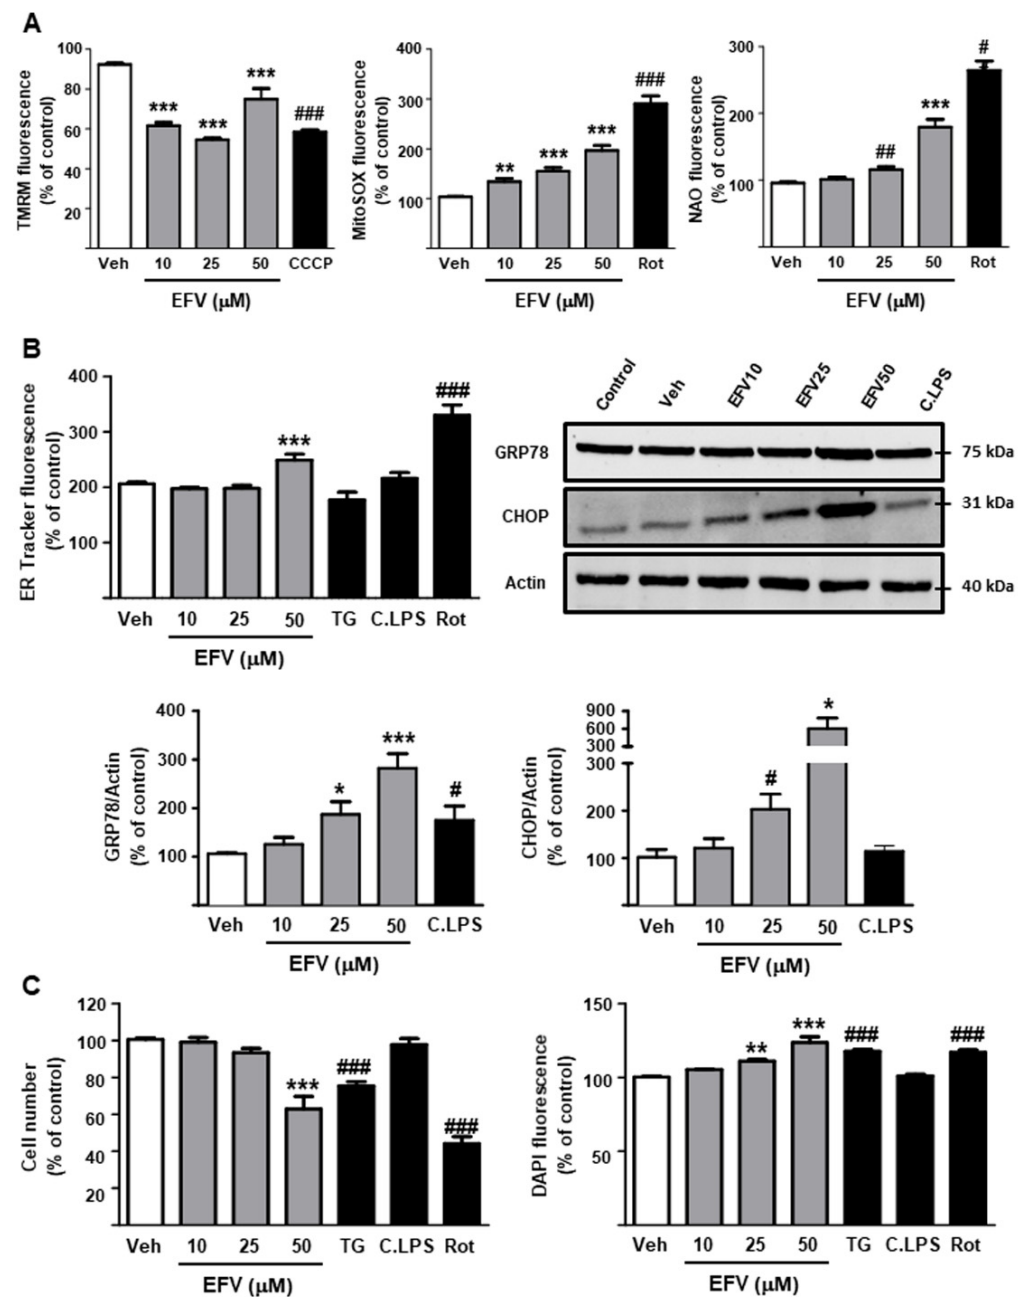 A
TMRM fluorescence
(% of control)
100
80
60
40
20
***
***
***
###
Veh
10
25
50
CCCP
EFV (µM)
MitoSOX fluorescence
(% of control)
400
300
200
100
**
***
***
###
Veh
10
25
50
Rot
EFV (µM)
NAO fluorescence
(% of control)
300
200
100
##
***
#
Veh
10
25
50
Rot
EFV (µM)
B
ER Tracker fluorescence
(% of control)
400
300
200
100
***
###
Veh
10
25
50
TG
C.LPS
Rot
EFV (µM)
Control
Veh
EFV10
EFV25
EFV50
C.LPS
GRP78
75 kDa
CHOP
31 kDa
Actin
40 kDa
GRP78/Actin
(% of control)
400
300
200
100
*
***
#
Veh
10
25
50
C.LPS
EFV (µM)
CHOP/Actin
(% of control)
900
600
300
300
200
100
#
*
Veh
10
25
50
C.LPS
EFV (µM)
C
Cell number
(% of control)
120
100
80
60
40
20
***
###
###
Veh
10
25
50
TG
C.LPS
Rot
EFV (µM)
DAPI fluorescence
(% of control)
150
100
50
**
***
###
###
Veh
10
25
50
TG
C.LPS
Rot
EFV (µM)